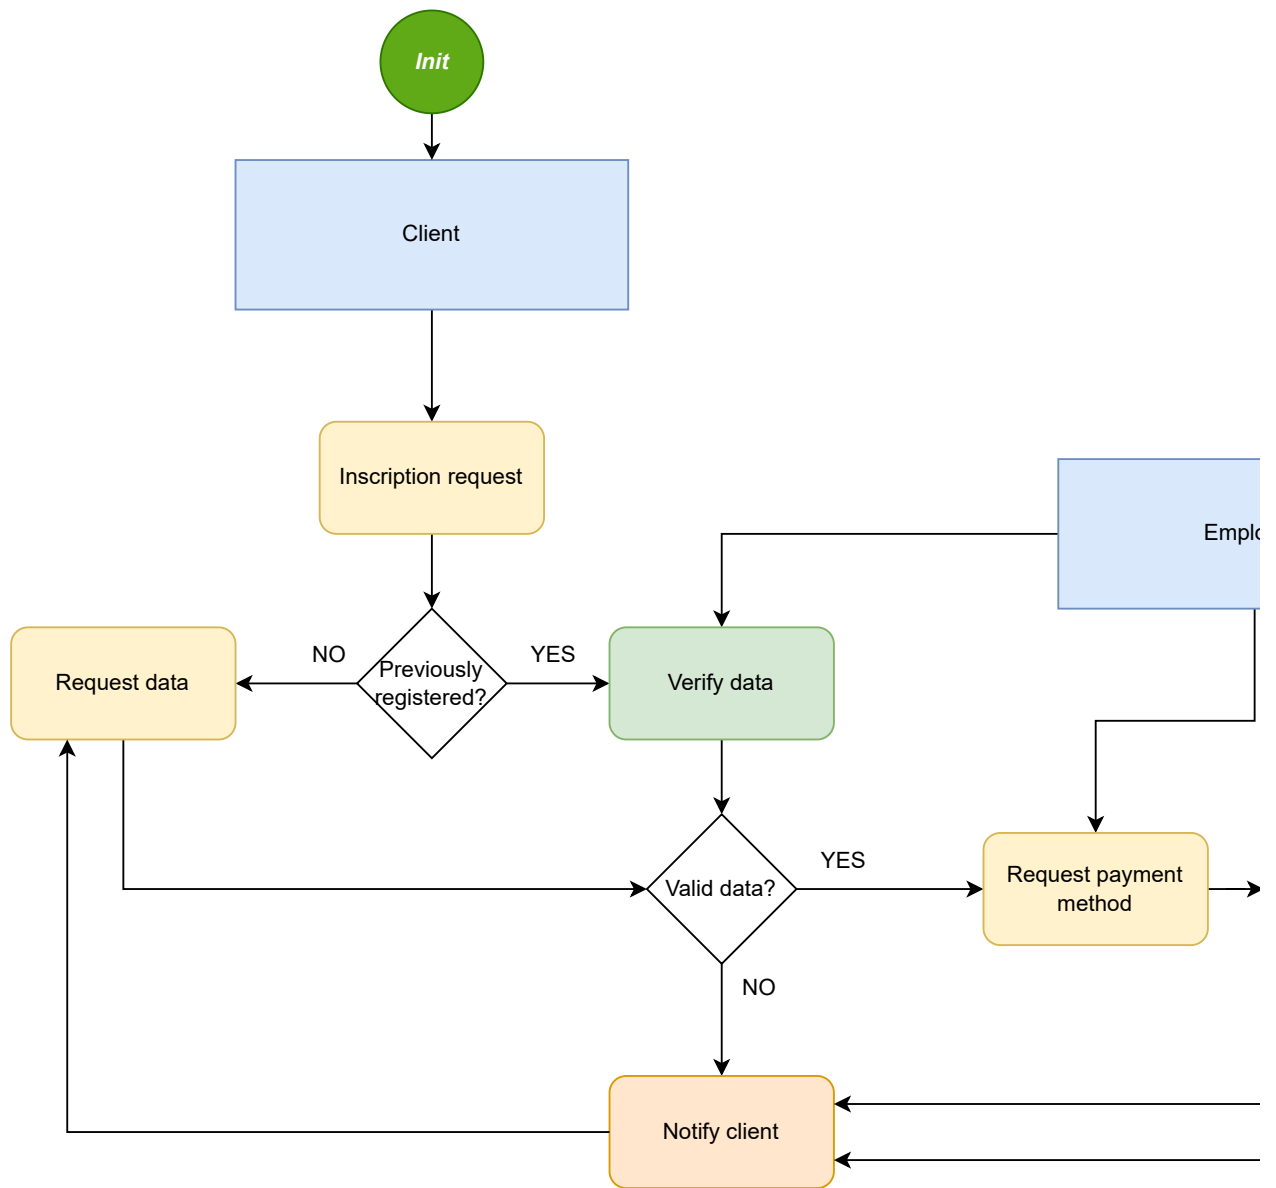 Init
Client
Inscription request
Emplo
NO
YES
Previously
registered?
Request data
Verify data
YES
Valid data?
Request payment
method
NO
Notify client